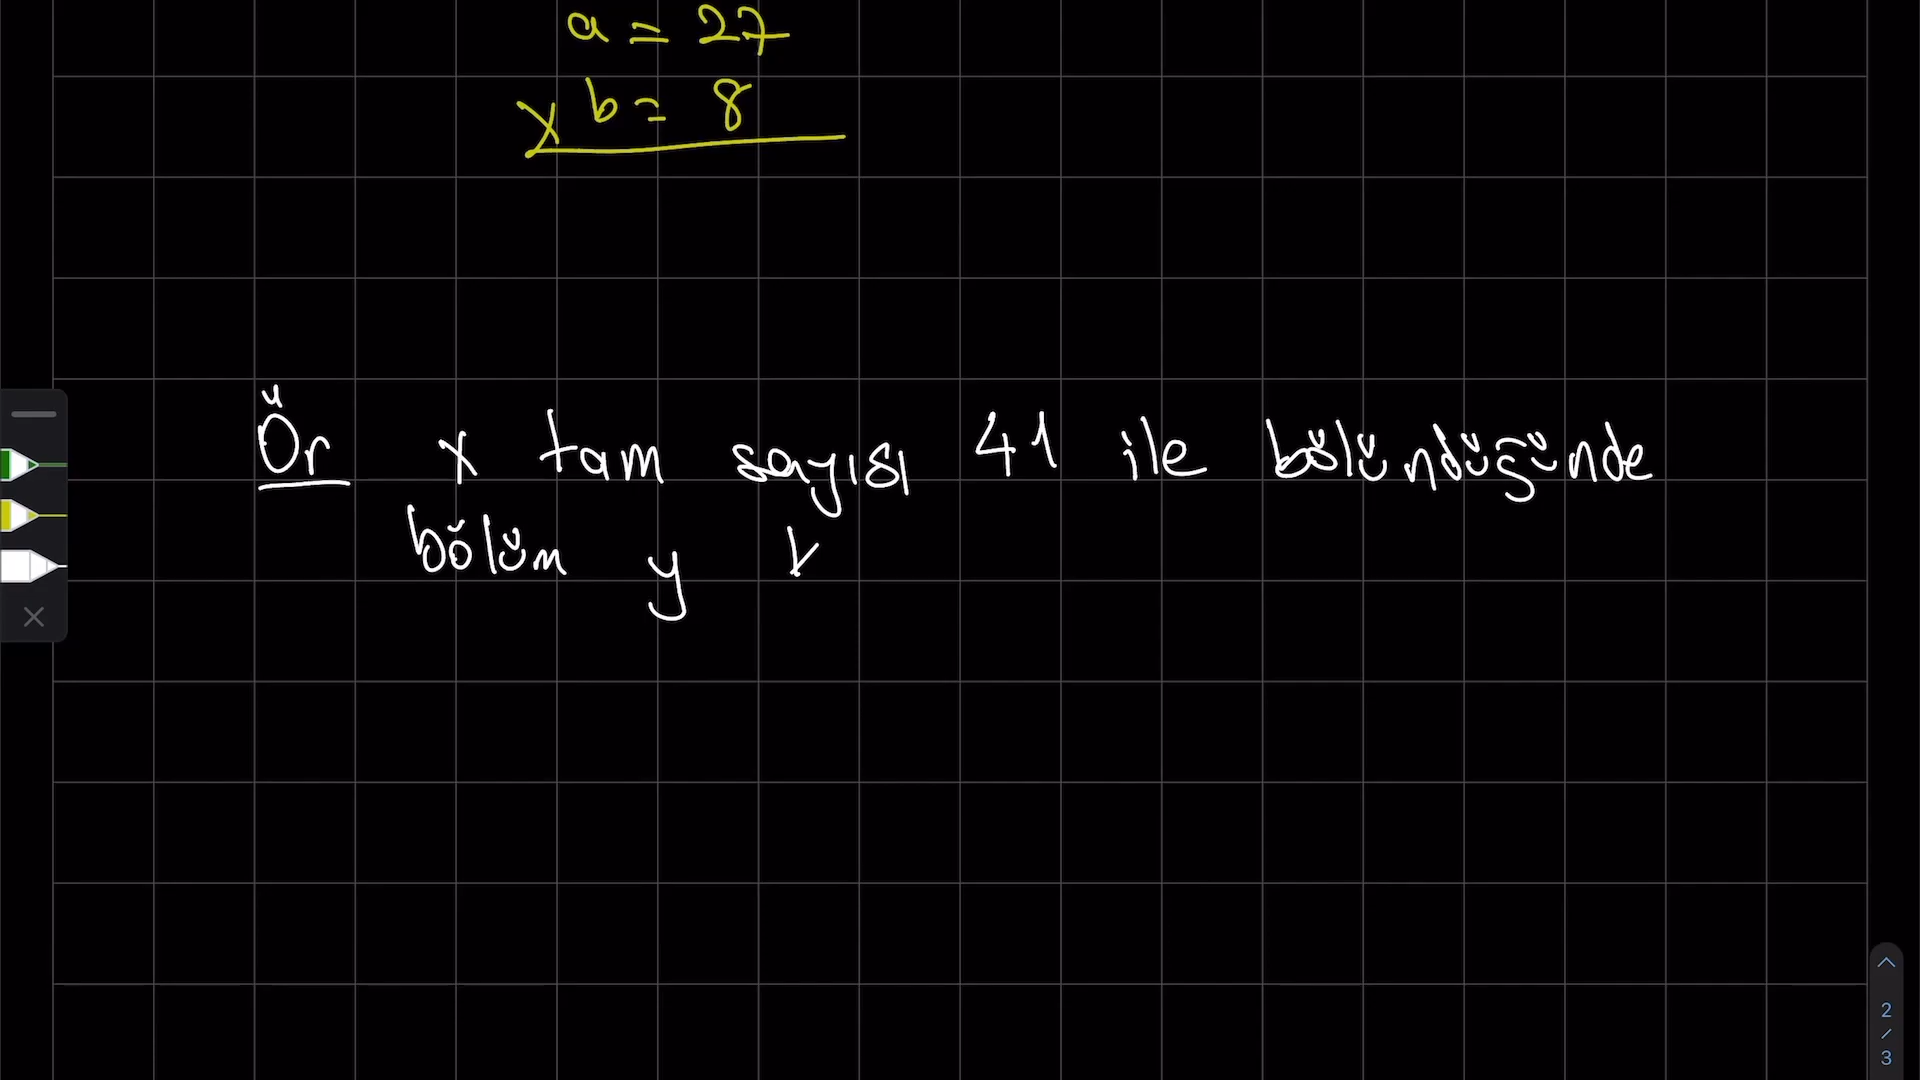 a = 27
x b = 8
Ör x tam sayısı 41 ile bölündüğünde
bölüm y
2
/
3